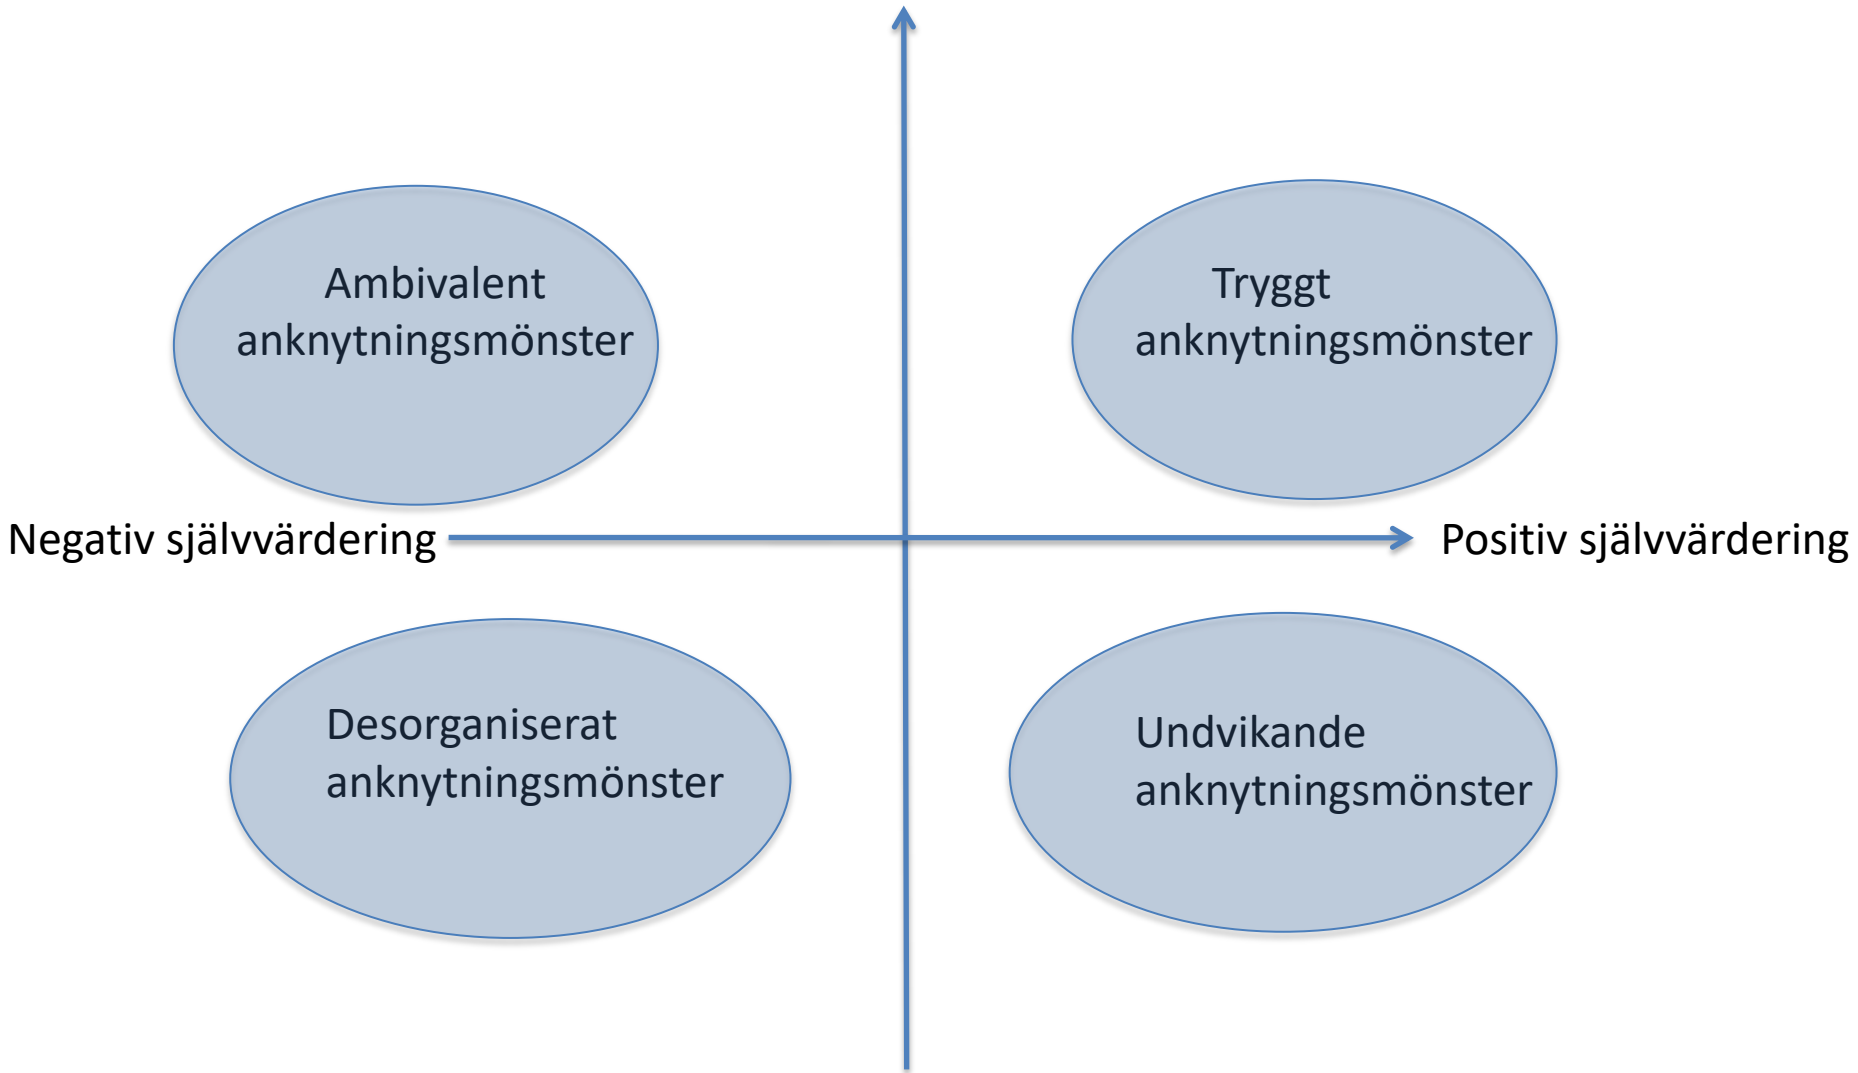 Ambivalent
anknytningsmönster
Tryggt
anknytningsmönster
Negativ självvärdering
Positiv självvärdering
Desorganiserat
anknytningsmönster
Undvikande
anknytningsmönster